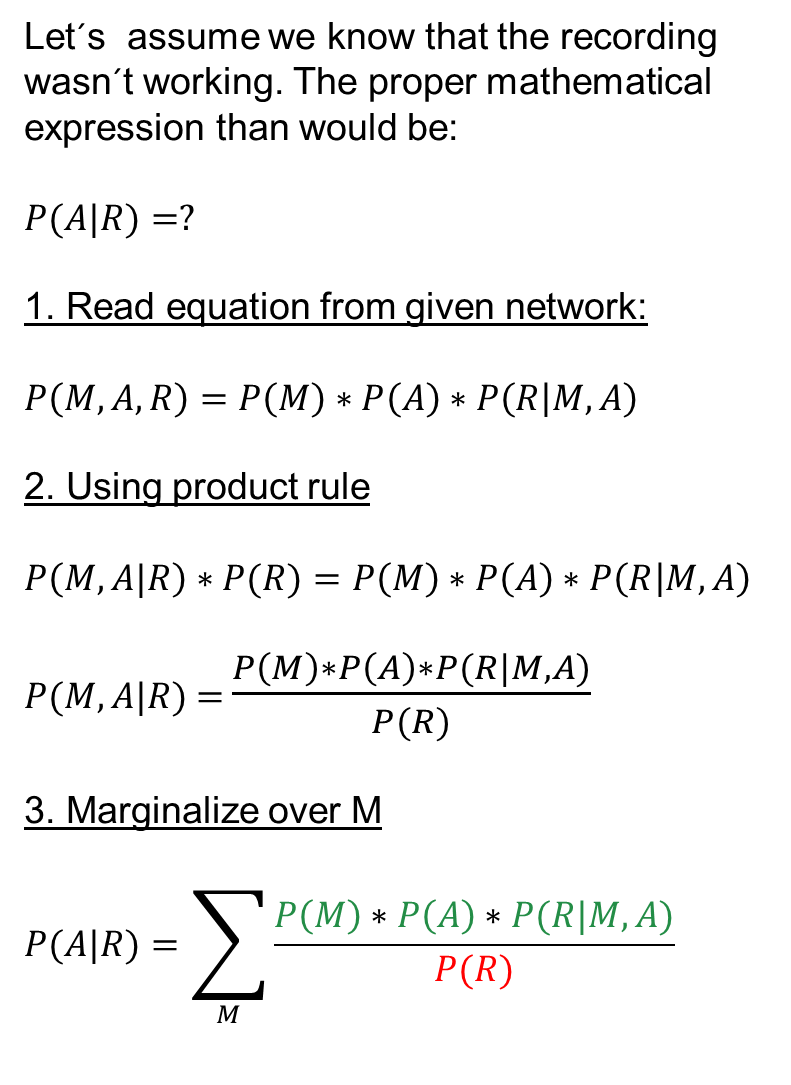 Let´s assume we know that the recording
wasn´t working. The proper mathematical
expression than would be:
P(A|R) =?
1. Read equation from given network:
P(M, A, R) = P(M) ∗ P(A) ∗ P(R|M, A)
2. Using product rule
P(M, A|R) ∗ P(R) = P(M) ∗ P(A) ∗ P(R|M, A)
P(M, A|R) = P(M)∗P(A)∗P(R|M,A)
P(R)
3. Marginalize over M
P(A|R) = ∑ P(M) ∗ P(A) ∗ P(R|M, A)
P(R)
M